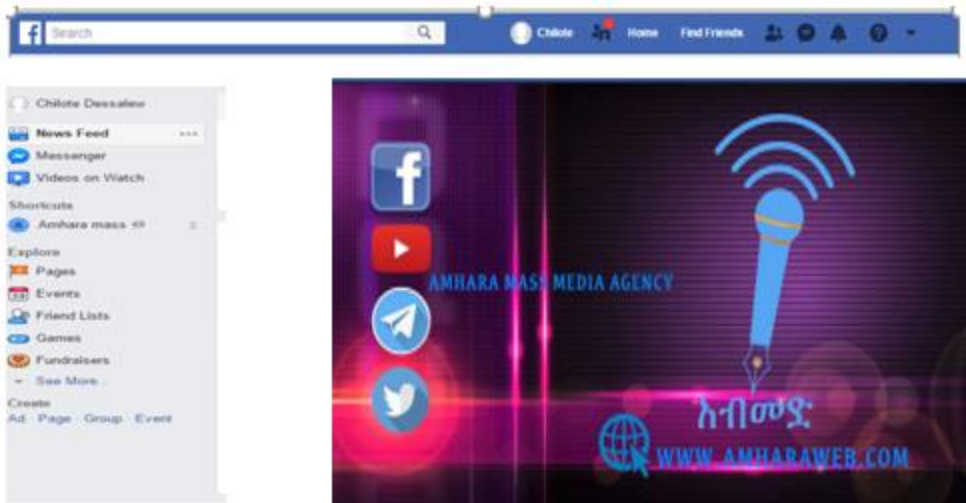 Search
Chilote Home Find Friends
Chilote Dessalew
News Feed
Messenger
Videos on Watch
Shortcuts
Amhara mass
Explore
Pages
Events
Friend Lists
Games
Fundraisers
See More...
Create
Ad Page Group Event
AMHARA MASS MEDIA AGENCY
አብመድ
WWW.AMHARAWEB.COM